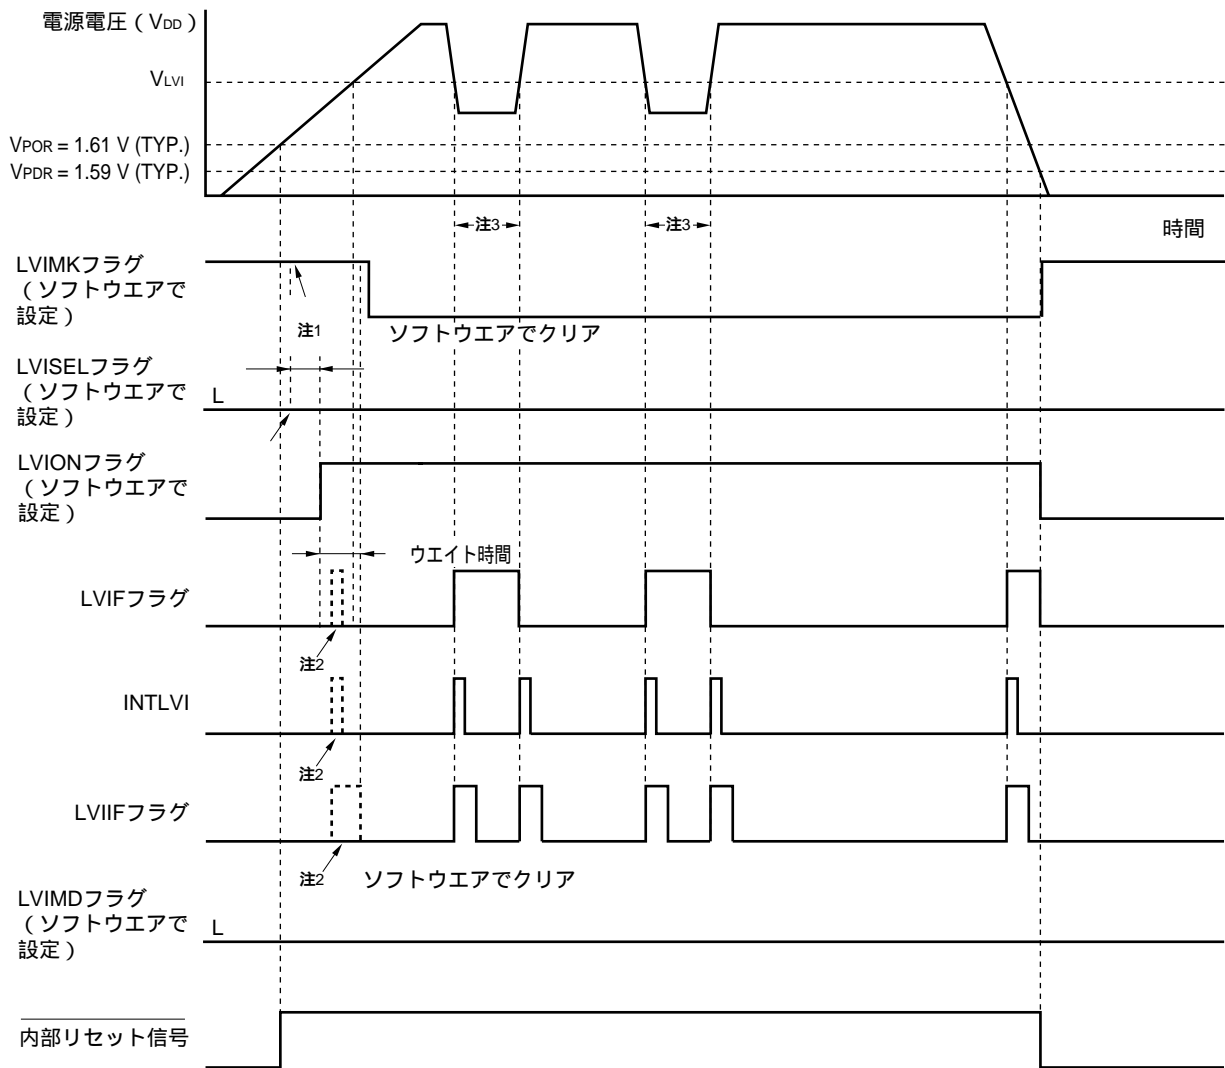 電源電圧（VDD）
VLVI
VPOR = 1.61 V (TYP.)
VPDR = 1.59 V (TYP.)
注3
注3
時間
LVIMKフラグ
（ソフトウエアで
設定）
注1
ソフトウエアでクリア
LVISELフラグ
（ソフトウエアで
設定）
L
LVIONフラグ
（ソフトウエアで
設定）
ウエイト時間
LVIFフラグ
注2
INTLVI
注2
LVIIFフラグ
注2
ソフトウエアでクリア
LVIMDフラグ
（ソフトウエアで
設定）
L
内部リセット信号